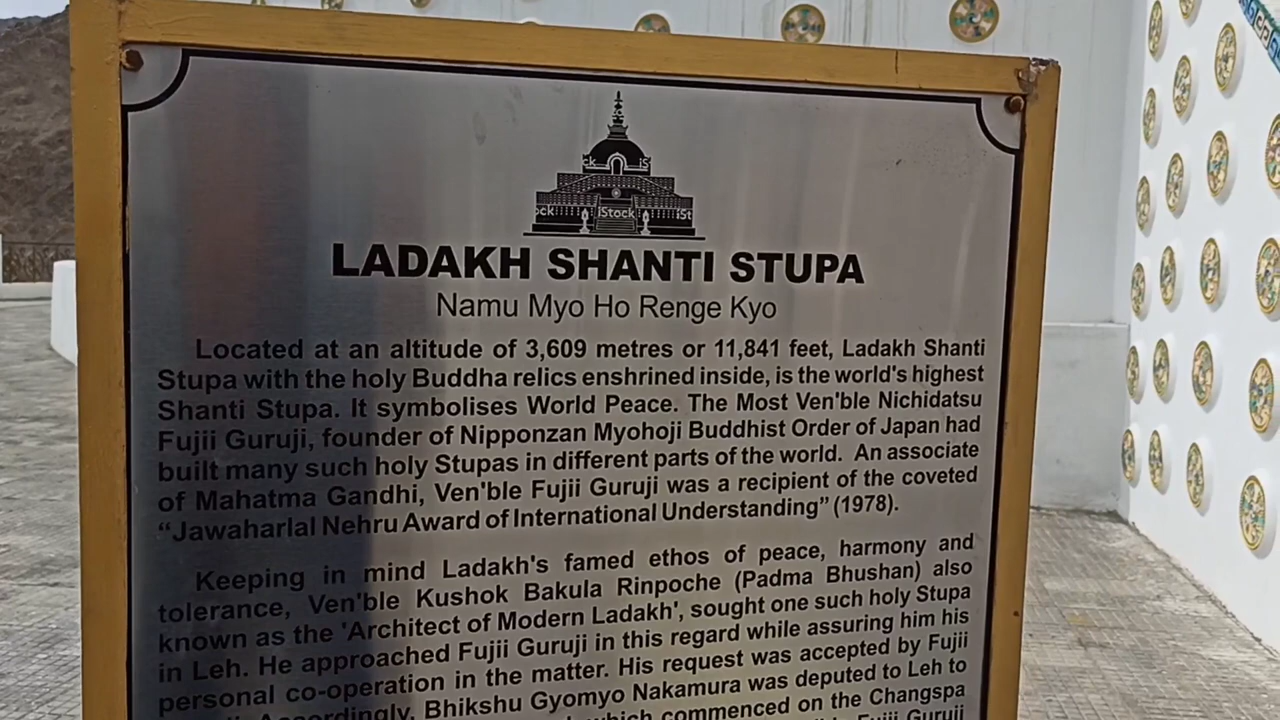 ck iS
ock iStock iSt
LADAKH SHANTI STUPA
Namu Myo Ho Renge Kyo
Located at an altitude of 3,609 metres or 11,841 feet, Ladakh Shanti
Stupa with the holy Buddha relics enshrined inside, is the world's highest
Shanti Stupa. It symbolises World Peace. The Most Ven'ble Nichidatsu
Fujii Guruji, founder of Nipponzan Myohoji Buddhist Order of Japan had
built many such holy Stupas in different parts of the world. An associate
of Mahatma Gandhi, Ven'ble Fujii Guruji was a recipient of the coveted
“Jawaharlal Nehru Award of International Understanding” (1978).
Keeping in mind Ladakh's famed ethos of peace, harmony and
tolerance, Ven'ble Kushok Bakula Rinpoche (Padma Bhushan) also
known as the 'Architect of Modern Ladakh', sought one such holy Stupa
in Leh. He approached Fujii Guruji in this regard while assuring him his
personal co-operation in the matter. His request was accepted by Fujii
Accordingly, Bhikshu Gyomyo Nakamura was deputed to Leh to
which commenced on the Changspa
Fujii Guruji